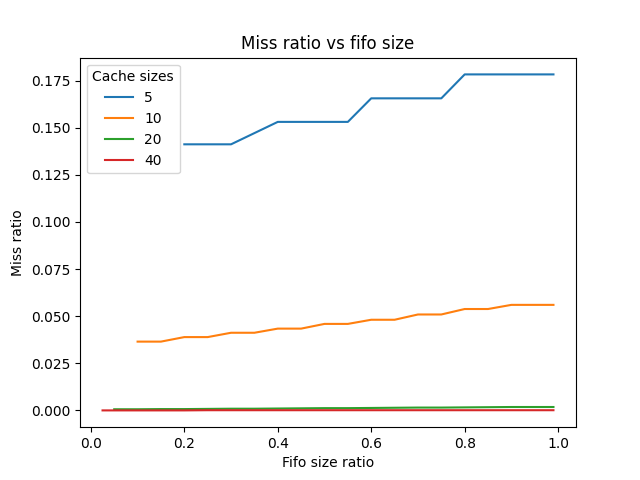 Miss ratio vs fifo size
Cache sizes
5
10
20
40
Miss ratio
0.175
0.150
0.125
0.100
0.075
0.050
0.025
0.000
0.0 0.2 0.4 0.6 0.8 1.0
Fifo size ratio